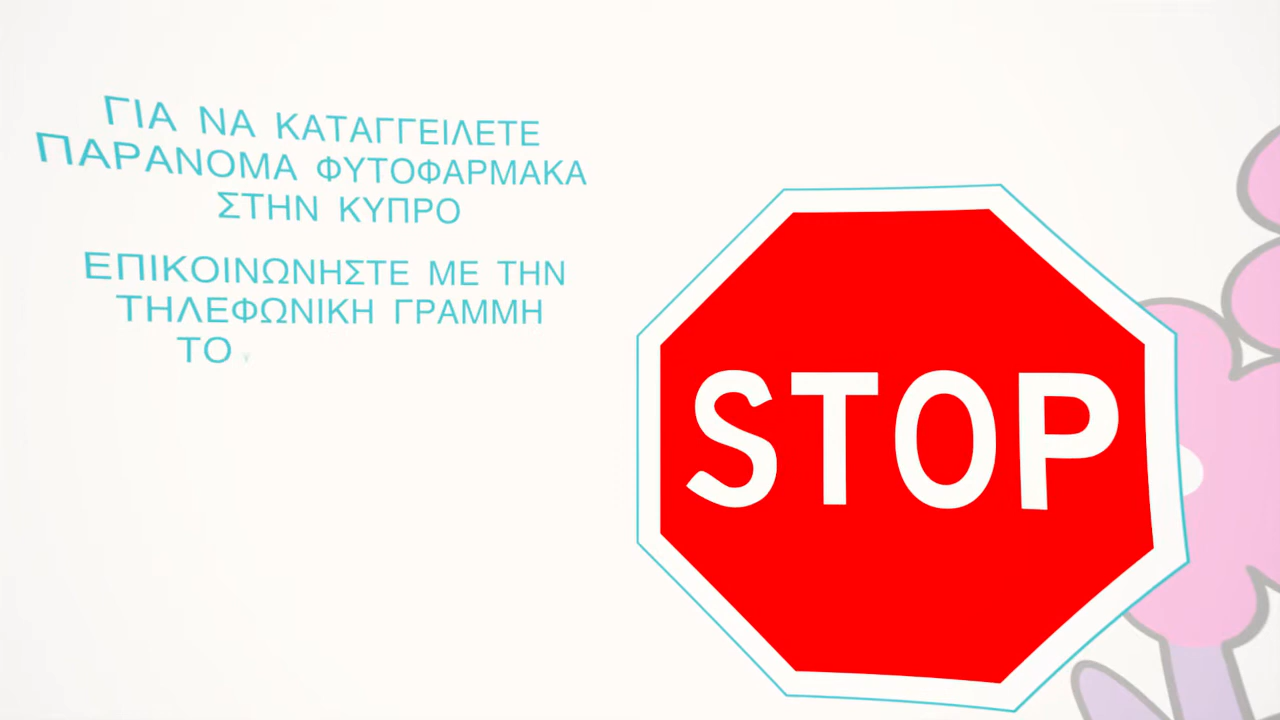 ΓΙΑ ΝΑ ΚΑΤΑΓΓΕΙΛΕΤΕ
ΠΑΡΑΝΟΜΑ ΦΥΤΟΦΑΡΜΑΚΑ
ΣΤΗΝ ΚΥΠΡΟ
ΕΠΙΚΟΙΝΩΝΗΣΤΕ ΜΕ ΤΗΝ
ΤΗΛΕΦΩΝΙΚΗ ΓΡΑΜΜΗ
ΤΟ
STOP